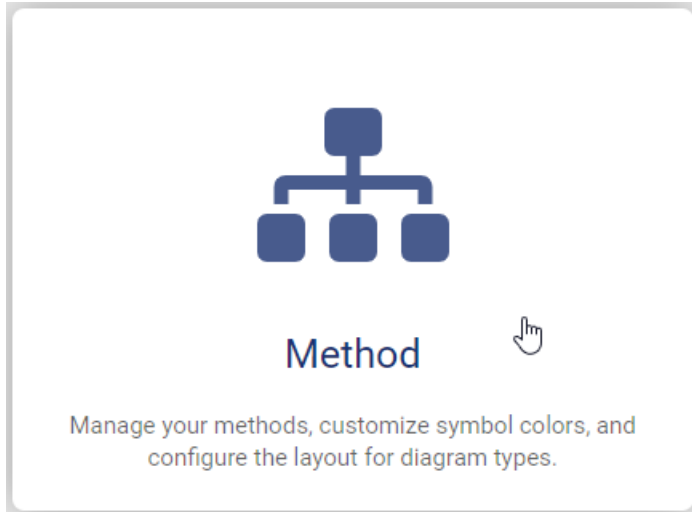 Method
Manage your methods, customize symbol colors, and
configure the layout for diagram types.